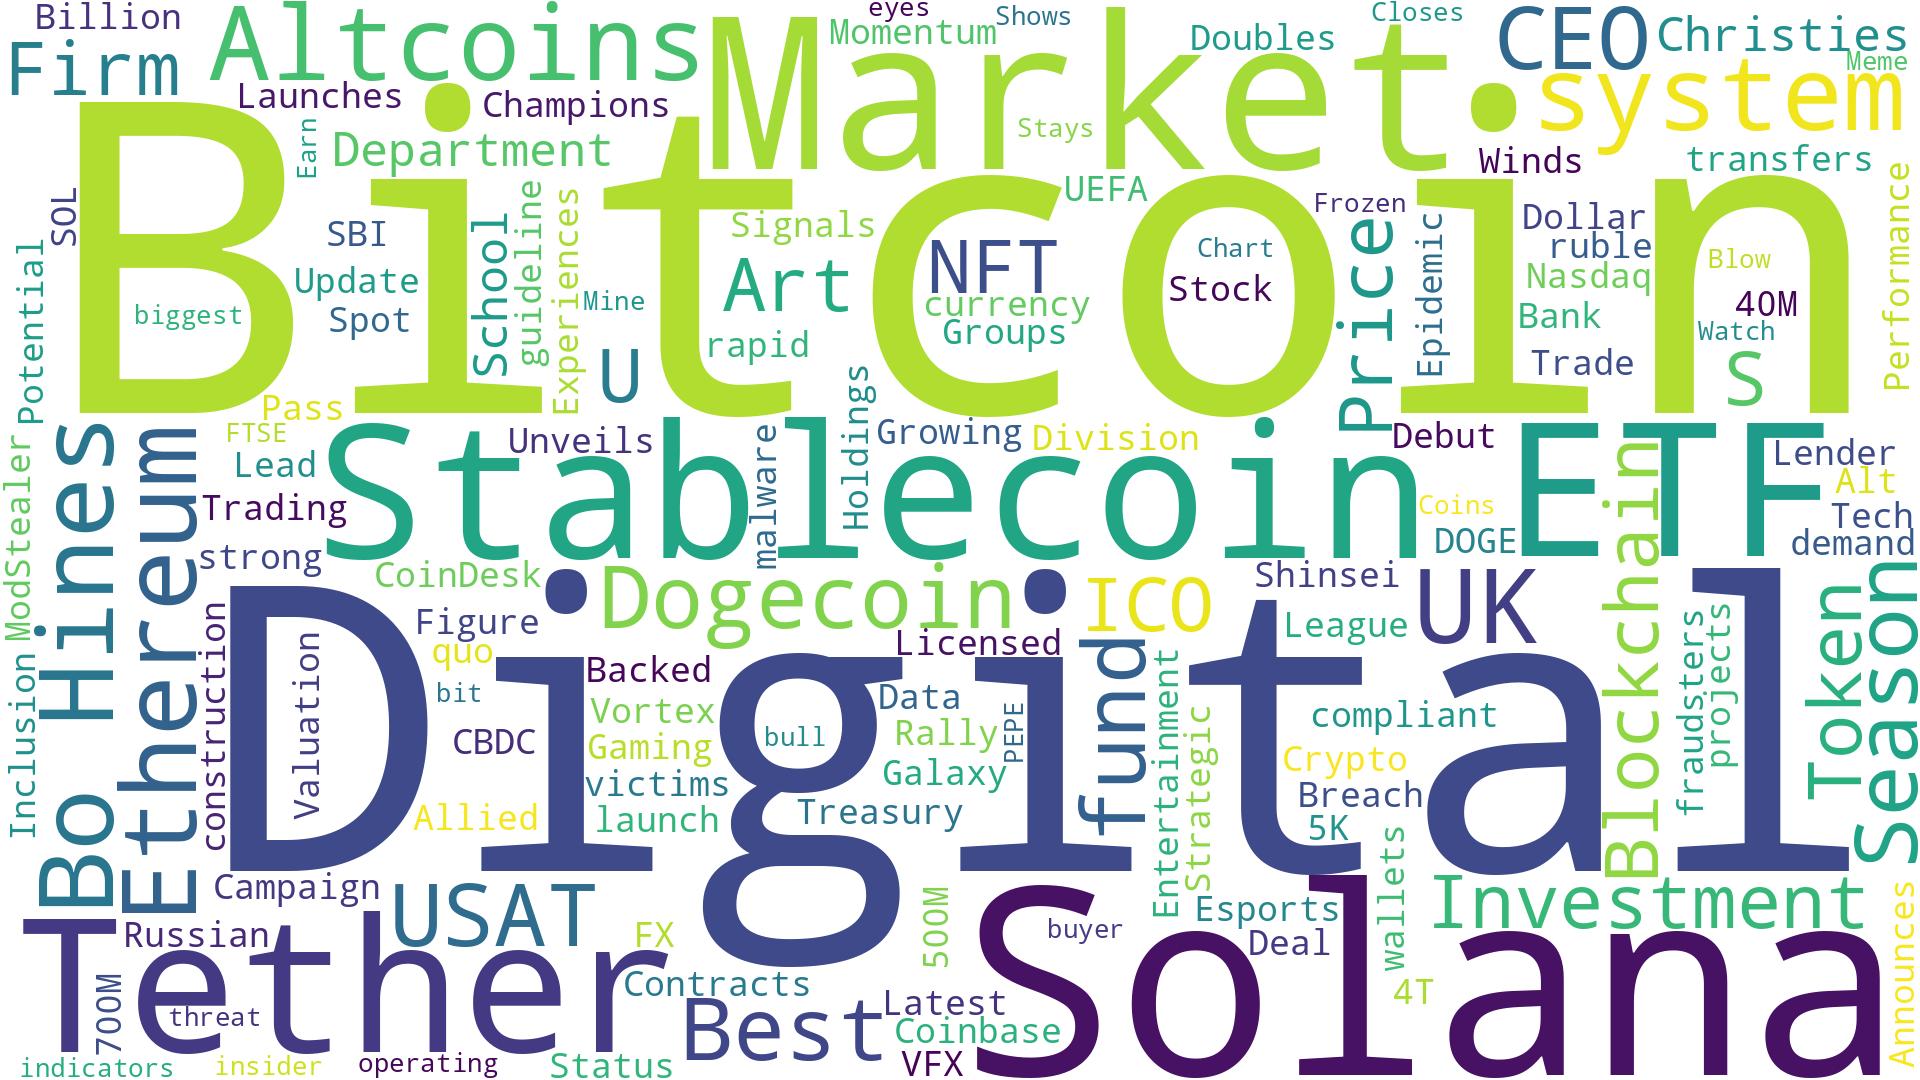 Billion
Altcoins
Market
eyes
Shows
Closes
CEO
Christies
Firm
Momentum
Doubles
Meme
system
Launches
Champions
Bitcoin
Earn
Department
Stays
Winds
transfers
SOL
UEFA
Frozen
Performance
SBI
School
guideline
Experiences
Signals
NFT
Chart
Price
Epidemic
Dollar
ruble
Blow
Potential
Update
Mine
Art
currency
Stock
Nasdaq
40M
biggest
Spot
U
rapid
Groups
Bank
Watch
Trade
S
Pass
Holdings
FTSE
Unveils
Stablecoin
malware
Growing
Division
Debut
ETF
Lender
Bo Hines
Ethereum
Lead
ModStealer
Trading
Coins
Blockchain
Alt
Tech
strong
DOGE
demand
CoinDesk
Dogecoin
ICO
Shinsei
UK
Season
Token
Digital
construction
Valuation
Figure
Licensed
fund
League
fraudsters
projects
Inclusion
quo
Backed
bit
Vortex
Data
PEPE
Entertainment
Strategic
compliant
CBDC
Gaming
bull
Rally
Crypto
victims
Galaxy
Breach
Allied
launch
Treasury
5K
wallets
Campaign
USAT
500M
Solana
Esports
Investment
Announces
Tether
Russian
FX
buyer
Deal
700M
threat
Contracts
Latest
4T
Best
Coinbase
indicators
insider
operating
Status
VFX